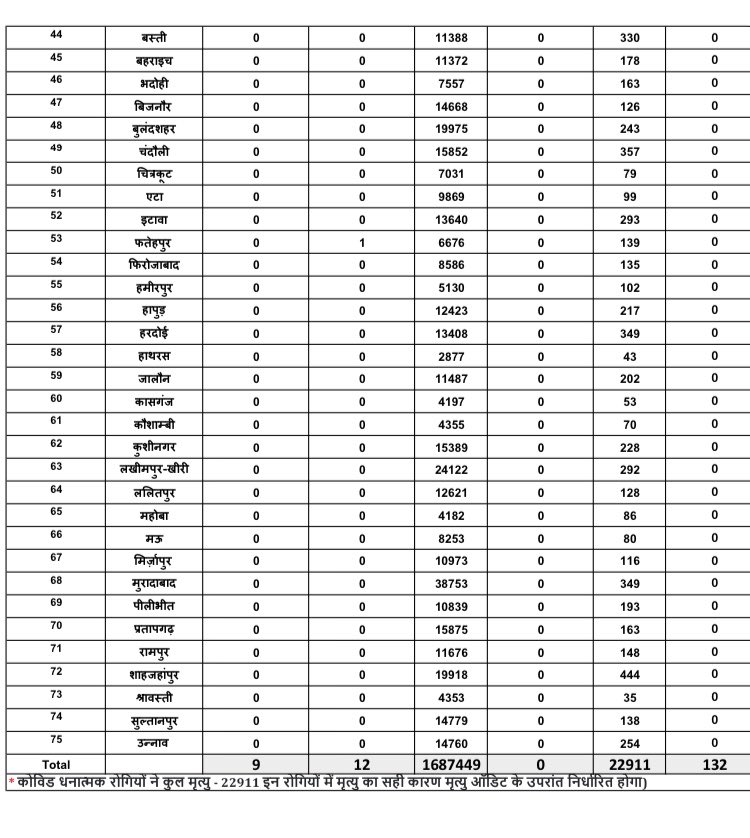 44 बस्ती 0 0 11388 0 330 0
45 बहराइच 0 0 11372 0 178 0
46 भदोही 0 0 7557 0 163 0
47 बिजनौर 0 0 14668 0 126 0
48 बुलंदशहर 0 0 19975 0 243 0
49 चंदौली 0 0 15852 0 357 0
50 चित्रकूट 0 0 7031 0 79 0
51 एटा 0 0 9869 0 99 0
52 इटावा 0 0 13640 0 293 0
53 फतेहपुर 0 1 6676 0 139 0
54 फिरोजाबाद 0 0 8586 0 135 0
55 हमीरपुर 0 0 5130 0 102 0
56 हापुड़ 0 0 12423 0 217 0
57 हरदोई 0 0 13408 0 349 0
58 हाथरस 0 0 2877 0 43 0
59 जालौन 0 0 11487 0 202 0
60 कासगंज 0 0 4197 0 53 0
61 कौशाम्बी 0 0 4355 0 70 0
62 कुशीनगर 0 0 15389 0 228 0
63 लखीमपुर-खीरी 0 0 24122 0 292 0
64 ललितपुर 0 0 12621 0 128 0
65 महोबा 0 0 4182 0 86 0
66 मऊ 0 0 8253 0 80 0
67 मिर्ज़ापुर 0 0 10973 0 116 0
68 मुरादाबाद 0 0 38753 0 349 0
69 पीलीभीत 0 0 10839 0 193 0
70 प्रतापगढ़ 0 0 15875 0 163 0
71 रामपुर 0 0 11676 0 148 0
72 शाहजहांपुर 0 0 19918 0 444 0
73 श्रावस्ती 0 0 4353 0 35 0
74 सुल्तानपुर 0 0 14779 0 138 0
75 उन्नाव 0 0 14760 0 254 0
Total 9 12 1687449 0 22911 132
* कोविड धनात्मक रोगियों ने कुल मृत्यु - 22911 इन रोगियों में मृत्यु का सही कारण मृत्यु ऑडिट के उपरांत निर्धारित होगा)